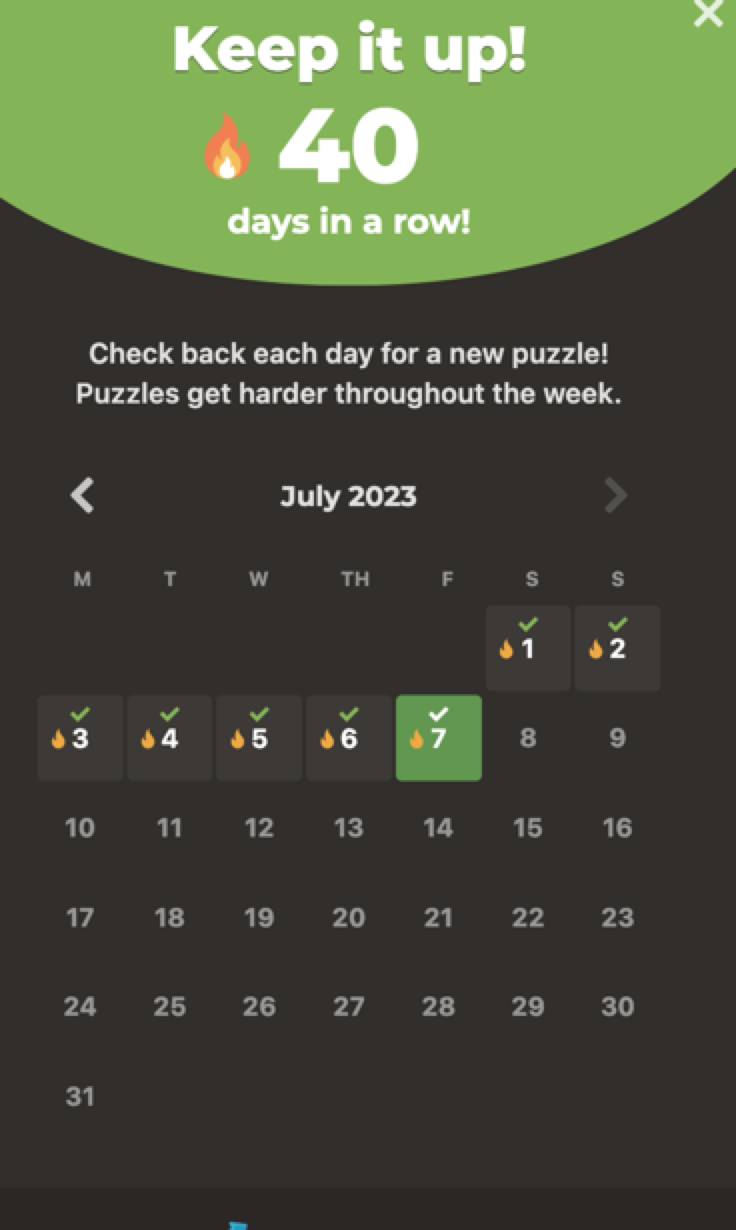 Keep it up!
40
days in a row!
Check back each day for a new puzzle!
Puzzles get harder throughout the week.
July 2023
M T W TH F S S
1 2
3 4 5 6 7 8 9
10 11 12 13 14 15 16
17 18 19 20 21 22 23
24 25 26 27 28 29 30
31